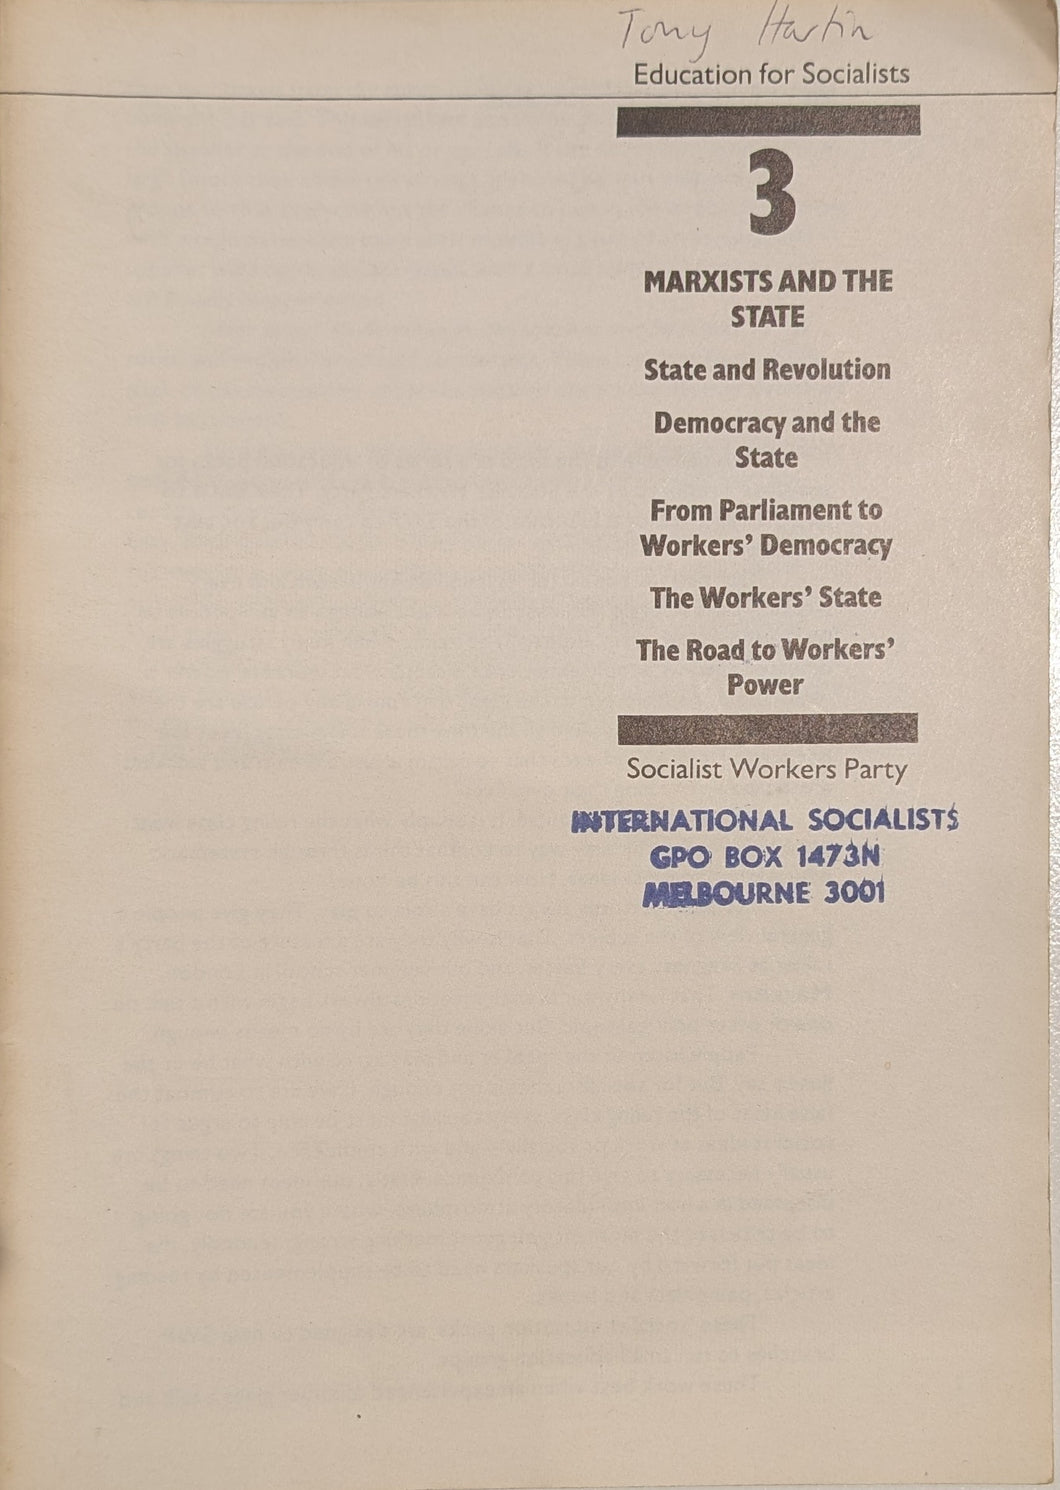 Tony Hartin
Education for Socialists
3
MARXISTS AND THE
STATE
State and Revolution
Democracy and the
State
From Parliament to
Workers' Democracy
The Workers' State
The Road to Workers'
Power
Socialist Workers Party
INTERNATIONAL SOCIALISTS
GPO BOX 1473N
MELBOURNE 3001